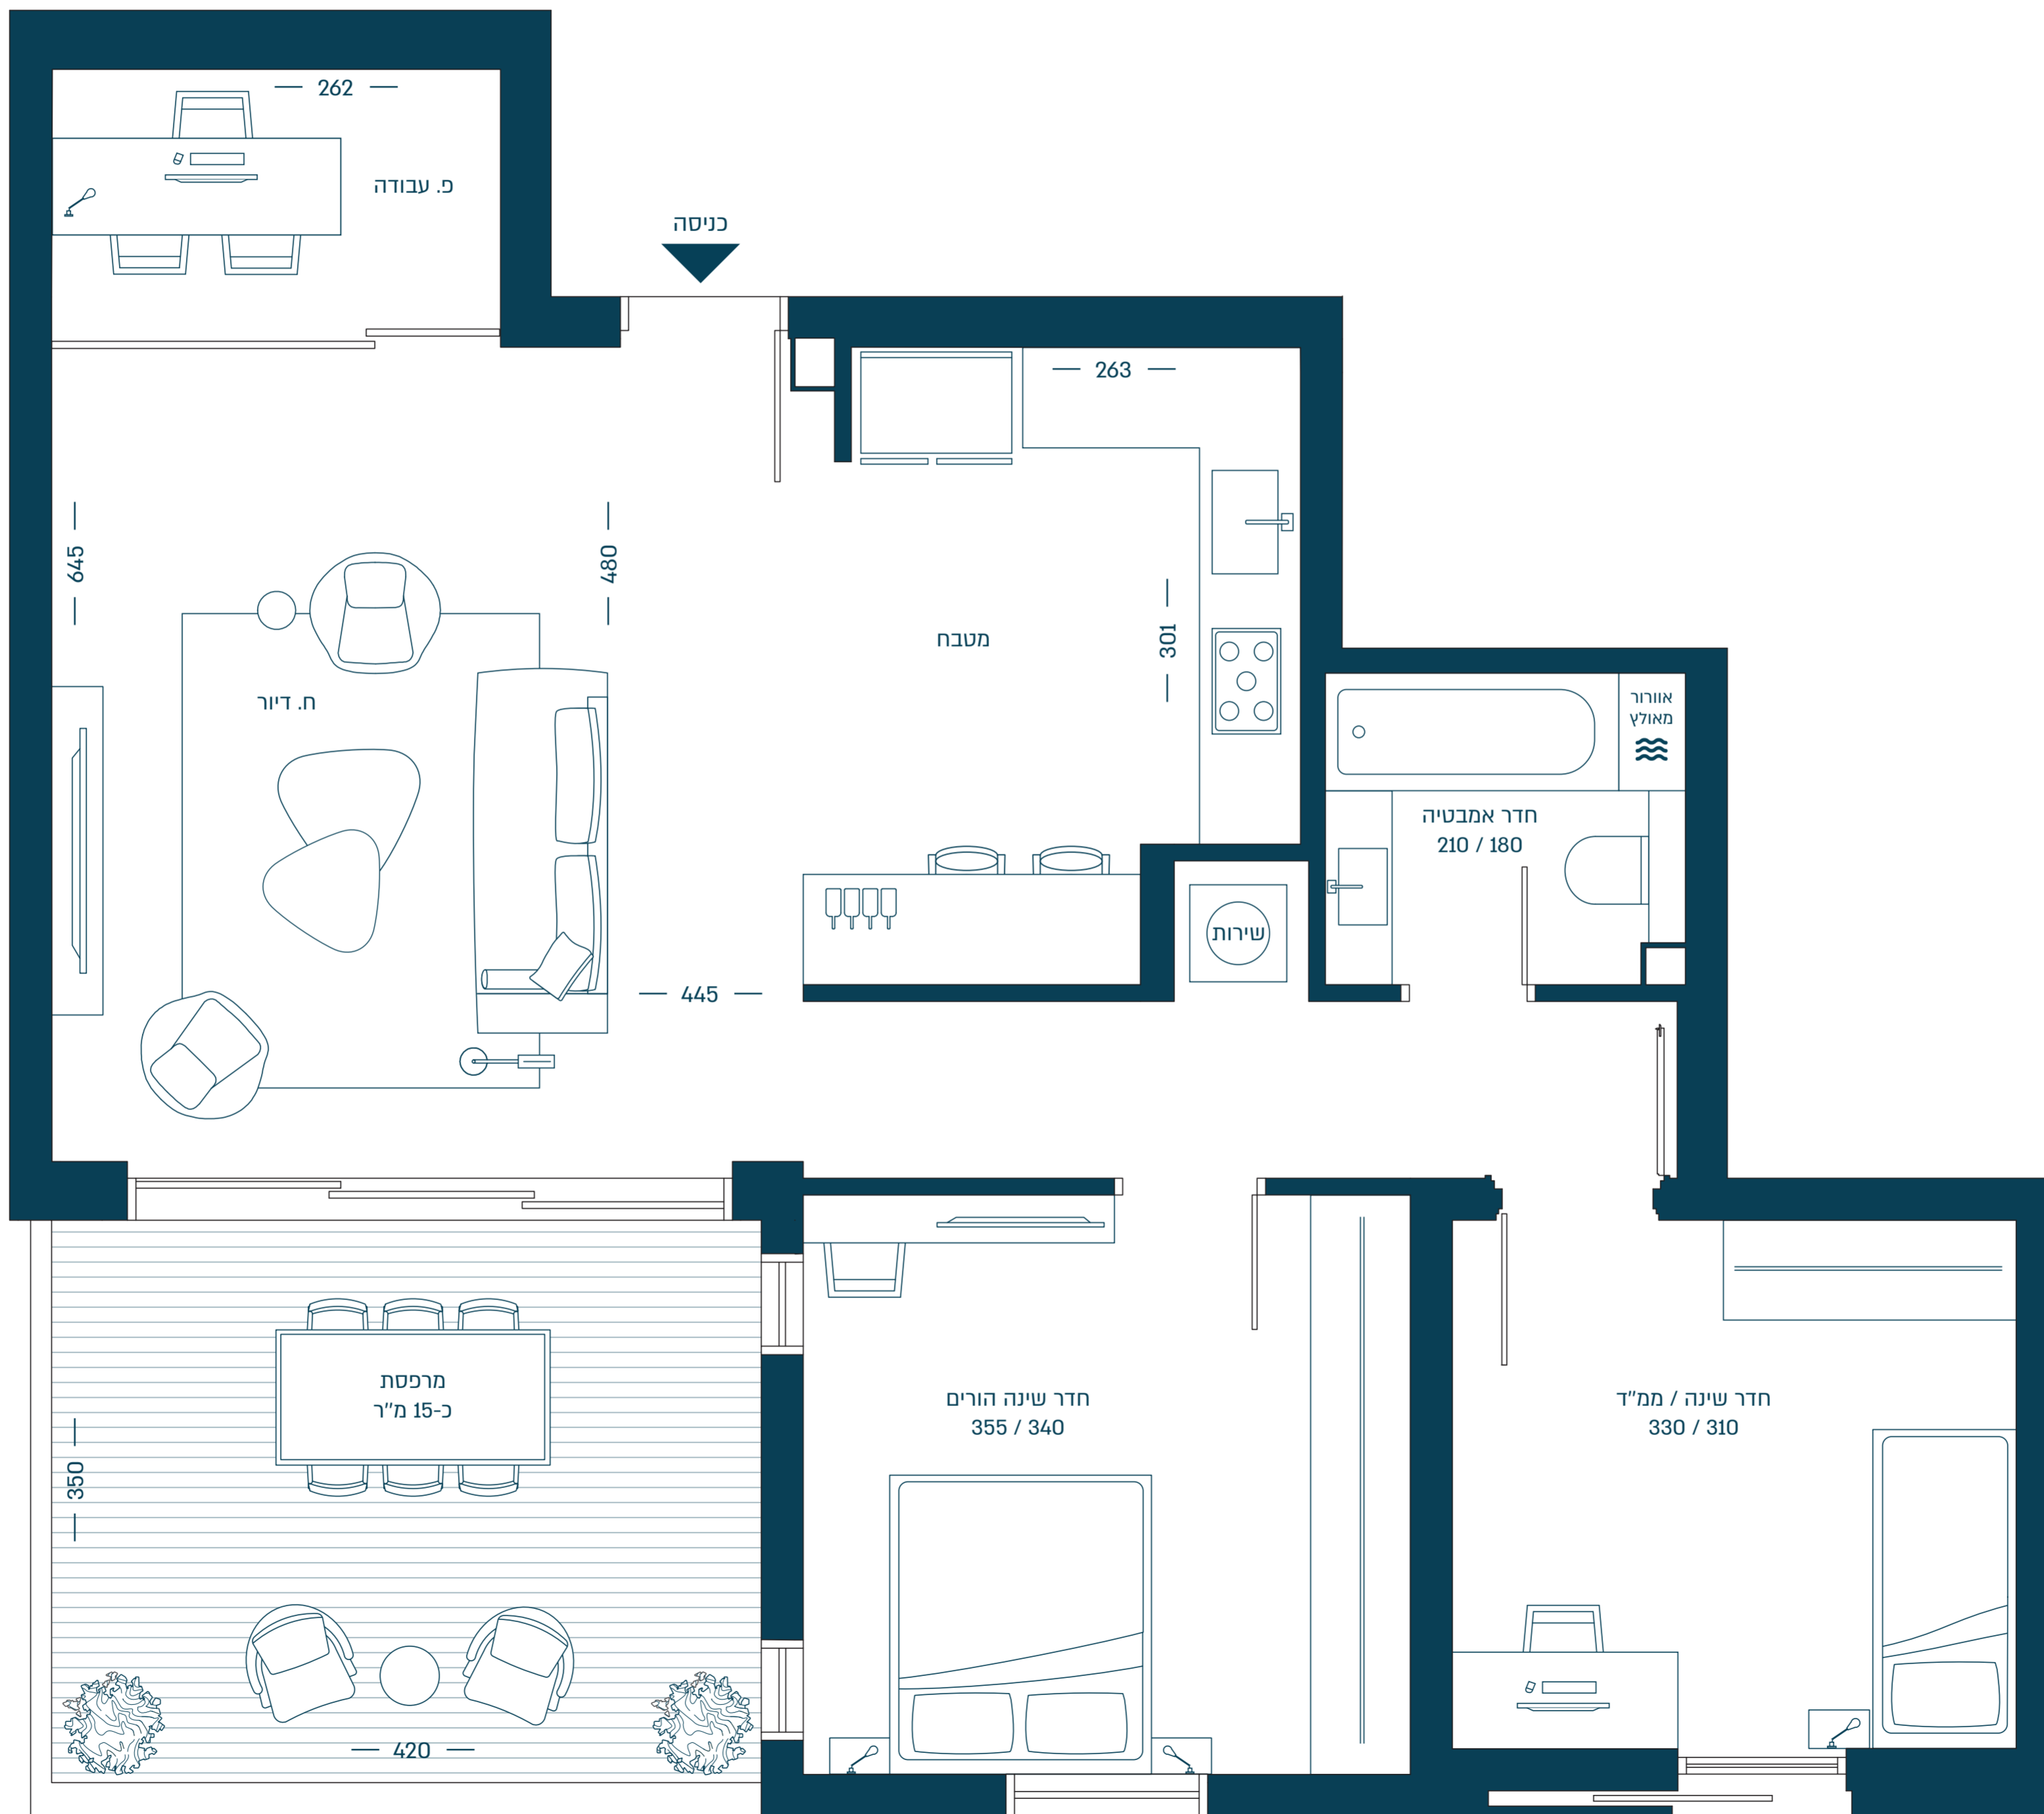 262
פ. עבודה
כניסה
263
645
480
301
מטבח
ח. דיור
אוורור
מאולץ
חדר אמבטיה
210 / 180
שירות
445
מרפסת
כ-15 מ"ר
חדר שינה הורים
355 / 340
חדר שינה / ממ"ד
330 / 310
350
420